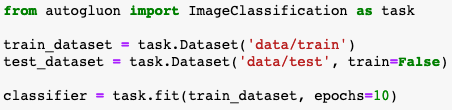 from autogluon import ImageClassification as task
train_dataset = task.Dataset('data/train')
test_dataset = task.Dataset('data/test', train=False)
classifier = task.fit(train_dataset, epochs=10)